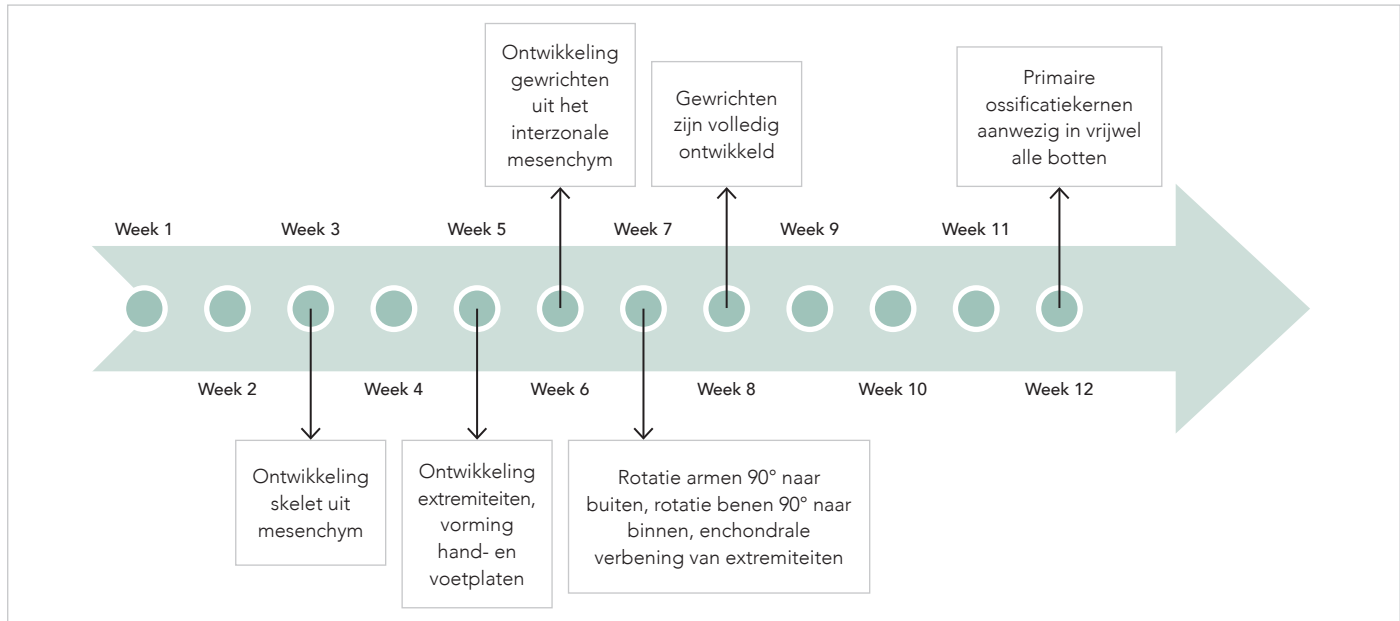 Ontwikkeling
gewrichten
uit het
interzonale
mesenchym
Gewrichten
zijn volledig
ontwikkeld
Primaire
ossificatiekernen
aanwezig in vrijwel
alle botten
Week 1
Week 3
Week 5
Week 7
Week 9
Week 11
Week 2
Week 4
Week 6
Week 8
Week 10
Week 12
Ontwikkeling
skelet uit
mesenchym
Ontwikkeling
extremiteiten,
vorming
hand- en
voetplaten
Rotatie armen 90° naar
buiten, rotatie benen 90° naar
binnen, enchondrale
verbening van extremiteiten